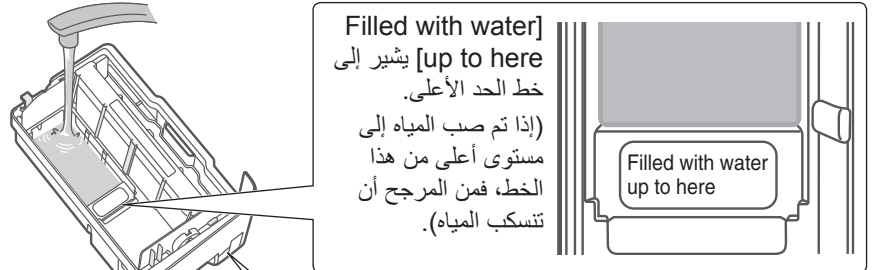 [Filled with water
up to here] يشير إلى
خط الحد الأعلى.
(إذا تم صب المياه إلى
مستوى أعلى من هذا
الخط، فمن المرجح أن
تنسكب المياه).
Filled with water
up to here